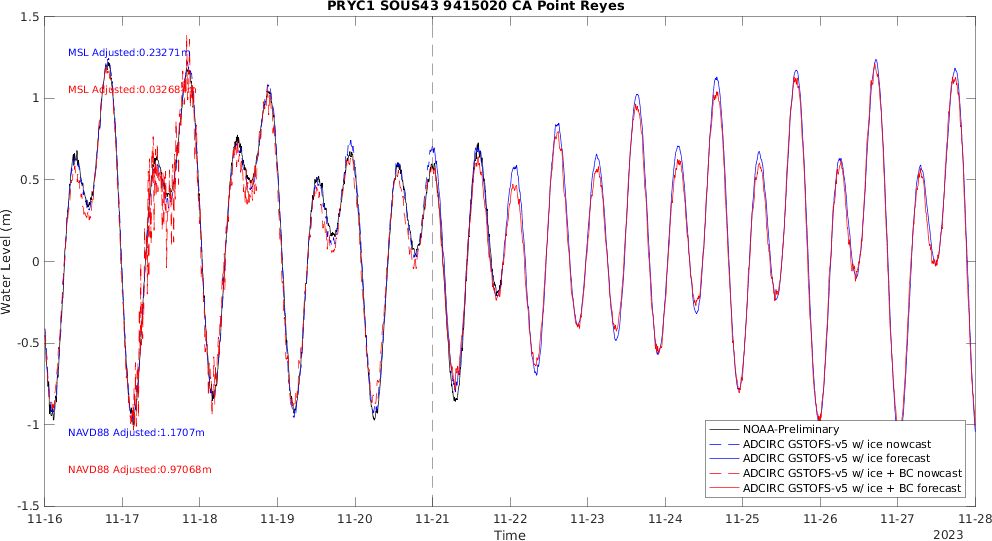 PRYC1 SOUS43 9415020 CA Point Reyes
1.5
MSL Adjusted:0.23271m
1
MSL Adjusted:0.03268m
0.5
Water Level (m)
0
-0.5
-1
NAVD88 Adjusted:1.1707m
NAVD88 Adjusted:0.97068m
-1.5
NOAA-Preliminary
ADCIRC GSTOFS-v5 w/ ice nowcast
ADCIRC GSTOFS-v5 w/ ice forecast
ADCIRC GSTOFS-v5 w/ ice + BC nowcast
ADCIRC GSTOFS-v5 w/ ice + BC forecast
11-16 11-17 11-18 11-19 11-20 11-21 11-22 11-23 11-24 11-25 11-26 11-27 11-28
Time
2023